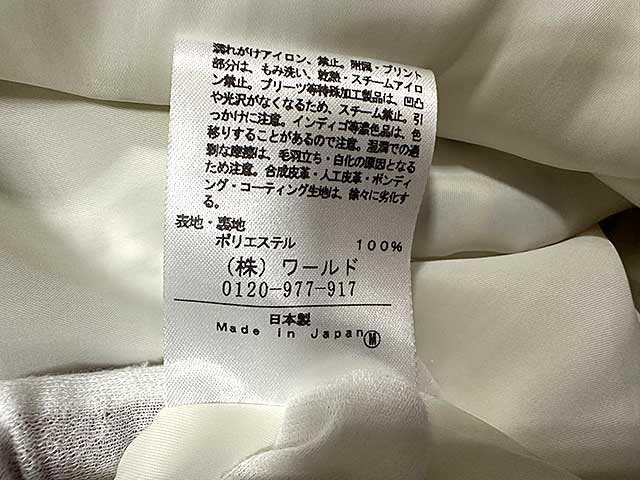 濡れがけアイロン、禁止。附属・プリント
部分は、もみ洗い、乾熱・スチームアイロ
ン禁止。プリーツ等特殊加工製品は、凹凸
や光沢がなくなるため、スチーム禁止。引
っかけに注意。インディゴ等濃色品は、色
移りすることがあるので注意。湿潤での過
剰な摩擦は、毛羽立ち・白化の原因となる
ため注意。合成皮革・人工皮革・ボンディ
ング・コーティング生地は、徐々に劣化す
る。
表地・裏地
ポリエステル 100%
(株) ワールド
0120-977-917
日本製
Made in Japan Ⓜ